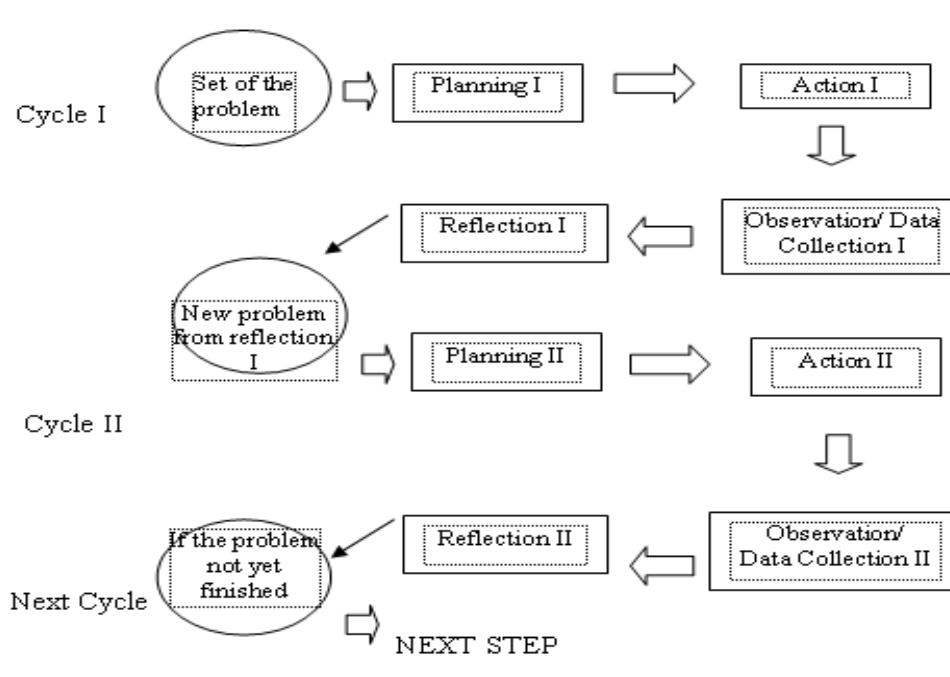 Cycle I
Set of the
problem
Planning I
Action I
Observation/ Data
Collection I
Reflection I
New problem
from reflection
I
Planning II
Action II
Cycle II
Observation/
Data Collection II
Reflection II
If the problem
not yet
finished
Next Cycle
NEXT STEP